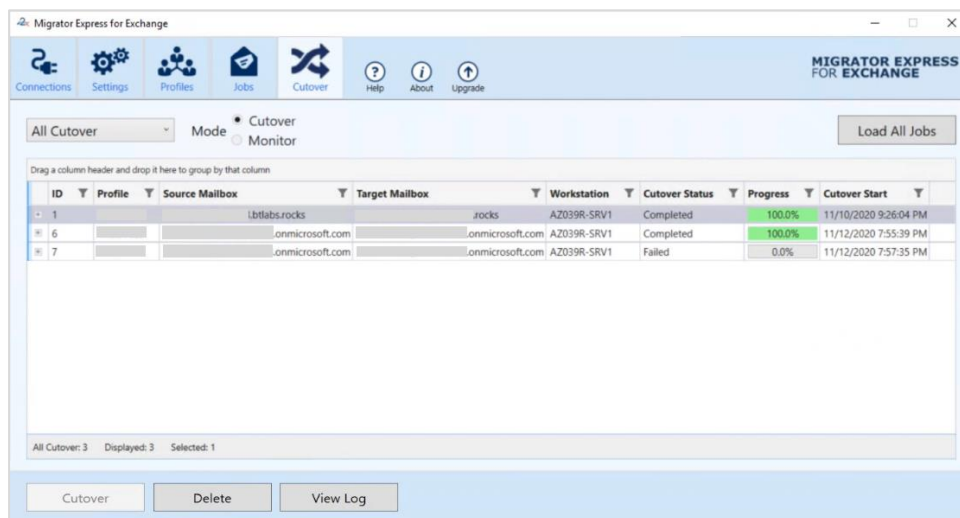 Migrator Express for Exchange
Connections Settings Profiles Jobs Cutover Help About Upgrade
MIGRATOR EXPRESS
FOR EXCHANGE
All Cutover Mode Cutover Load All Jobs
Monitor
Drag a column header and drop it here to group by that column
ID Profile Source Mailbox Target Mailbox Workstation Cutover Status Progress Cutover Start
1 l.btlabs.rocks .rocks AZ039R-SRV1 Completed 100.0% 11/10/2020 9:26:04 PM
6 .onmicrosoft.com .onmicrosoft.com AZ039R-SRV1 Completed 100.0% 11/12/2020 7:55:39 PM
7 .onmicrosoft.com .onmicrosoft.com AZ039R-SRV1 Failed 0.0% 11/12/2020 7:57:35 PM
All Cutover: 3 Displayed: 3 Selected: 1
Cutover Delete View Log